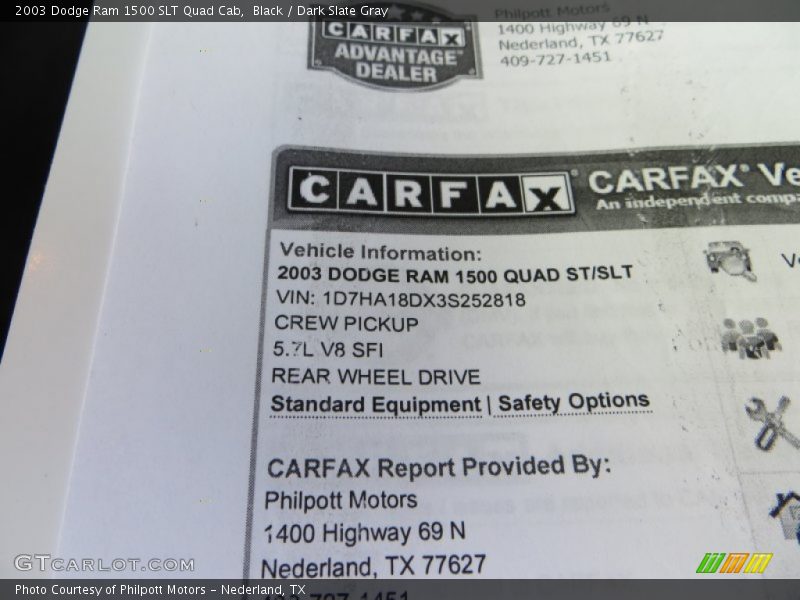 2003 Dodge Ram 1500 SLT Quad Cab, Black / Dark Slate Gray
CARFAX
ADVANTAGE
DEALER
Philpott Motors
1400 Highway 69 N
Nederland, TX 77627
409-727-1451
CARFAX
CARFAX® Ve
An independent compa
Vehicle Information:
2003 DODGE RAM 1500 QUAD ST/SLT
VIN: 1D7HA18DX3S252818
CREW PICKUP
5.7L V8 SFI
REAR WHEEL DRIVE
Standard Equipment | Safety Options
CARFAX Report Provided By:
Philpott Motors
1400 Highway 69 N
Nederland, TX 77627
409-727-1451
GTCARLOT.COM
Photo Courtesy of Philpott Motors - Nederland, TX